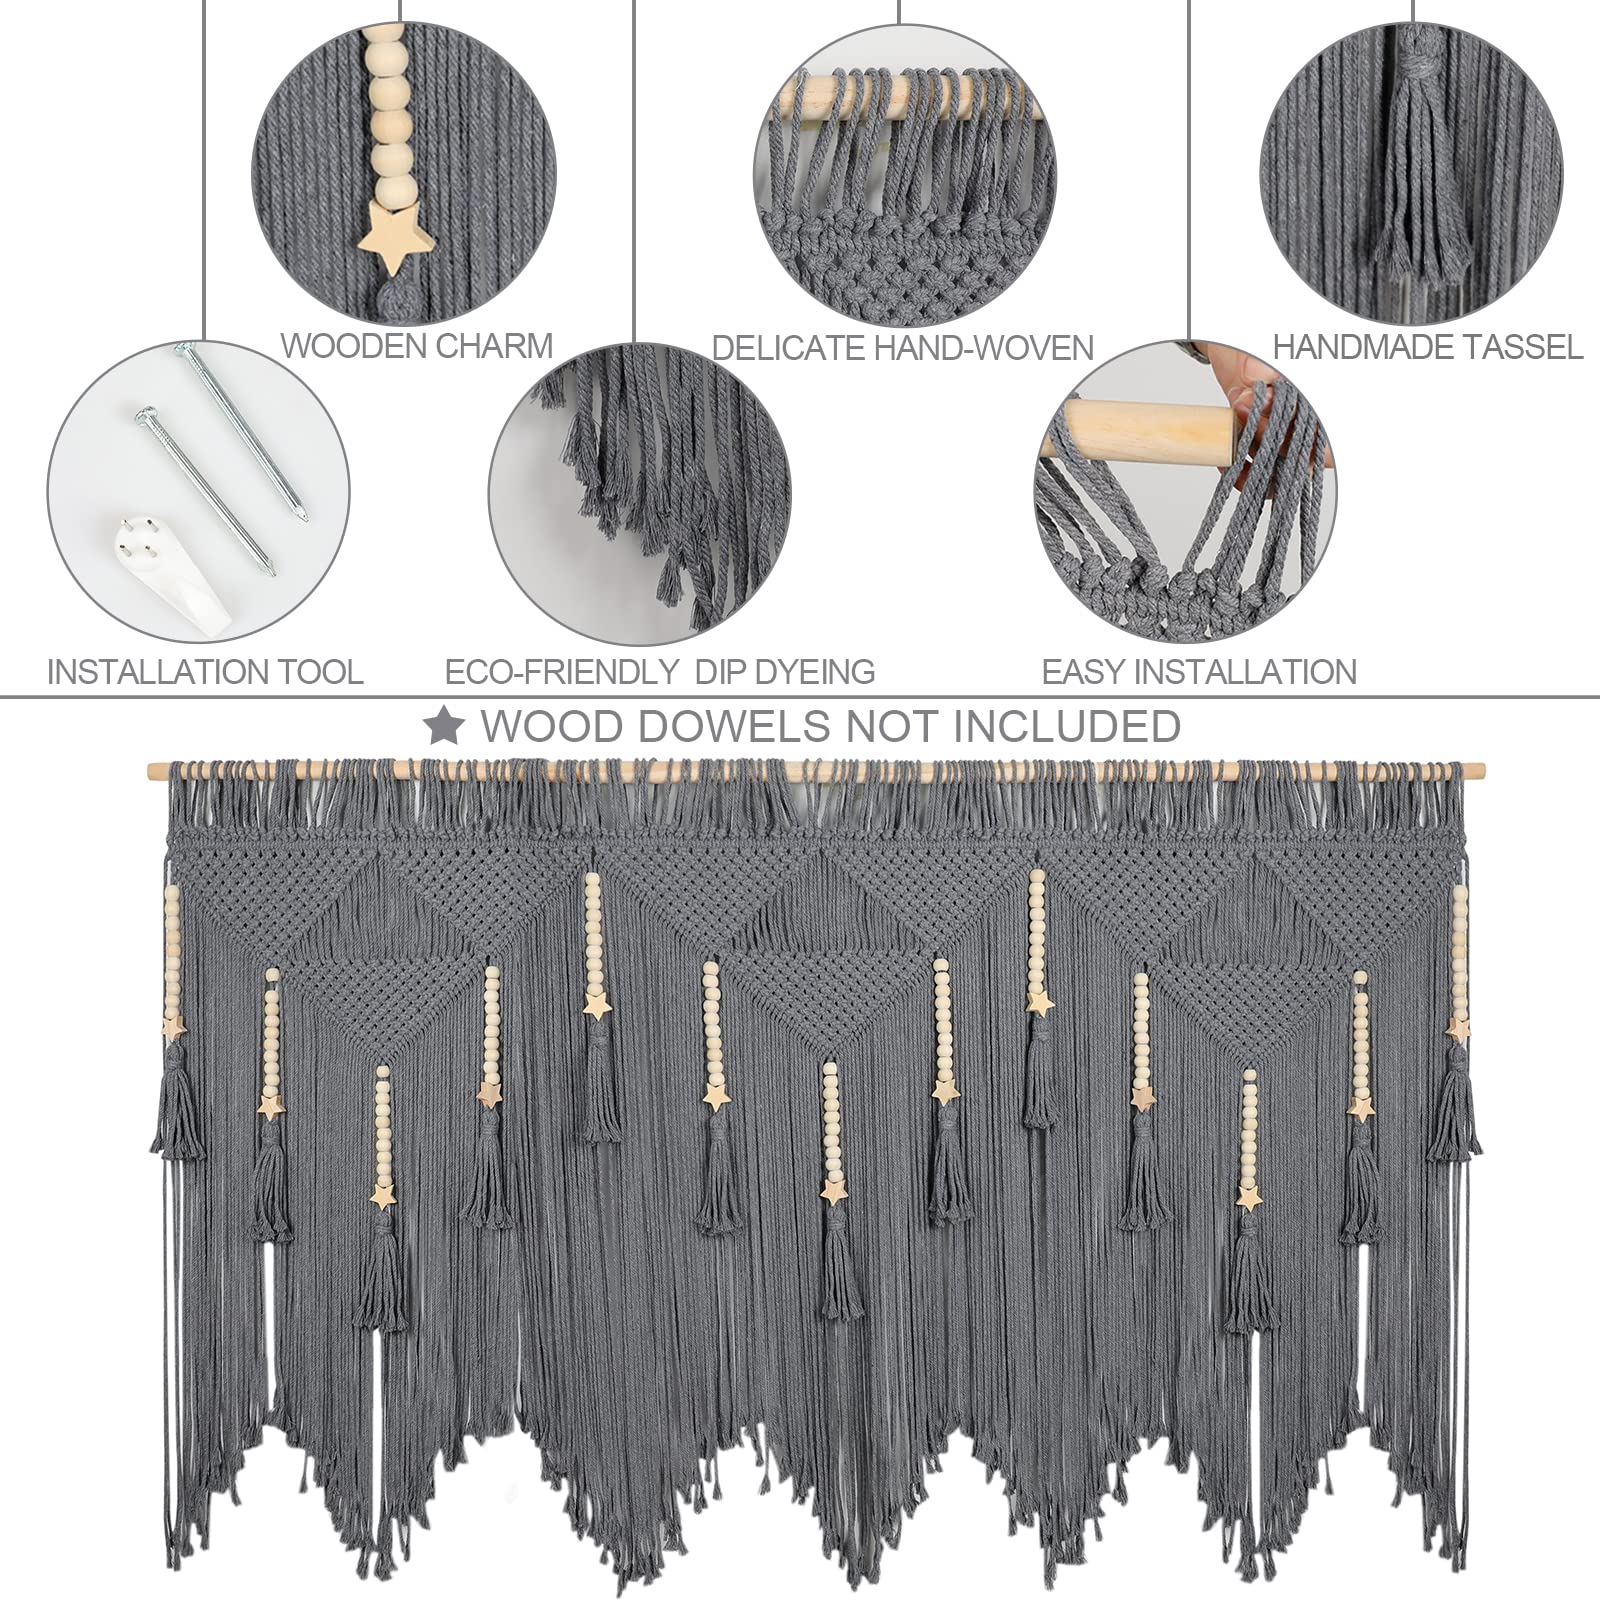 WOODEN CHARM
DELICATE HAND-WOVEN
HANDMADE TASSEL
INSTALLATION TOOL
ECO-FRIENDLY DIP DYEING
EASY INSTALLATION
★ WOOD DOWELS NOT INCLUDED